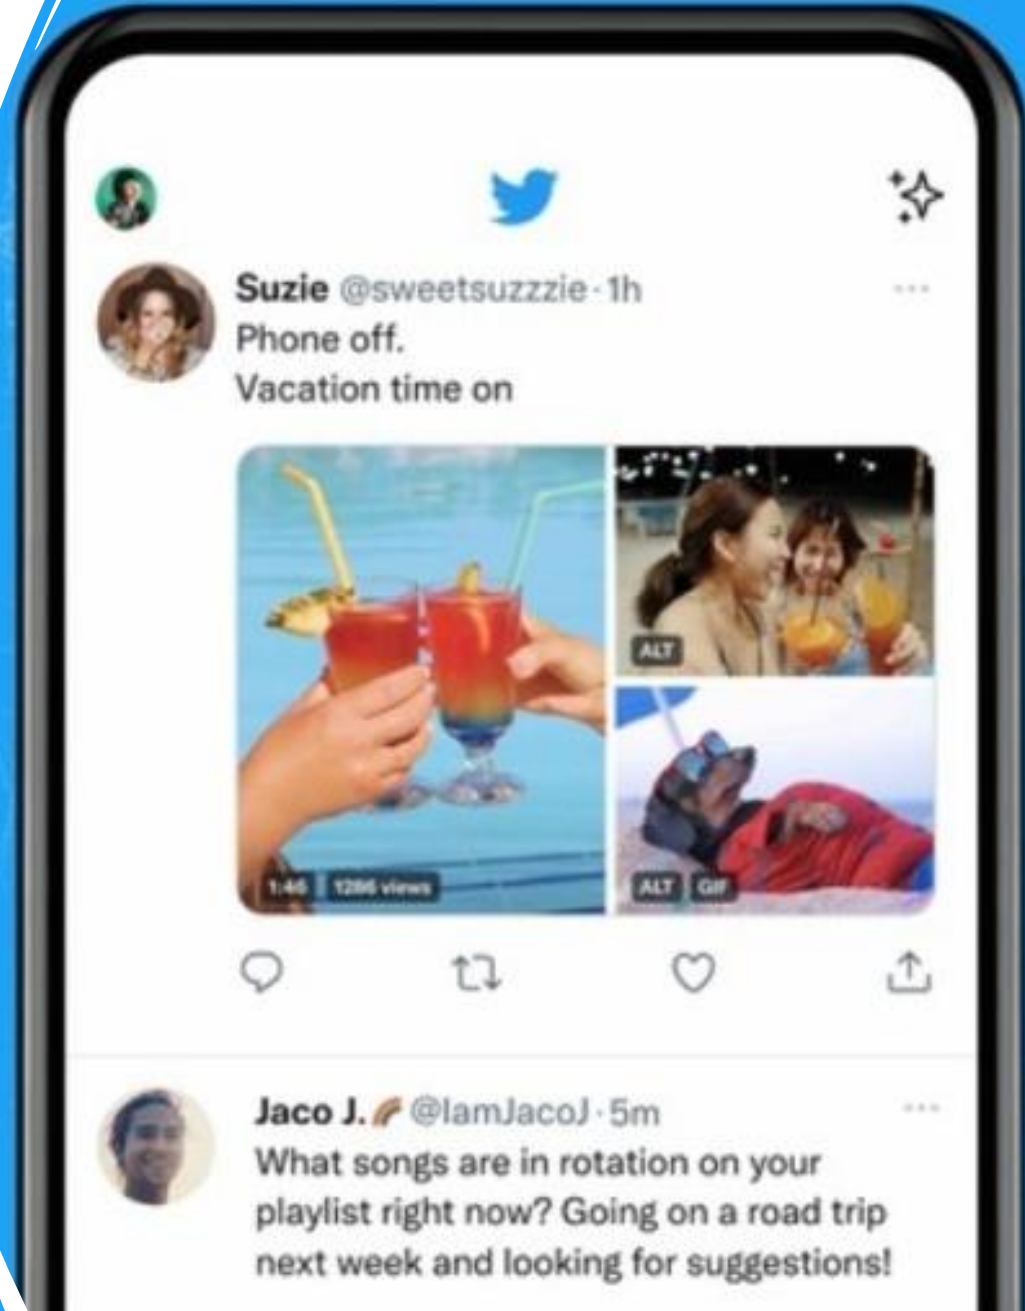 Suzie @sweetsuzzzie · 1h
Phone off.
Vacation time on
ALT
1:46 1286 views
ALT GIF
Jaco J. @IamJacoJ · 5m
What songs are in rotation on your
playlist right now? Going on a road trip
next week and looking for suggestions!